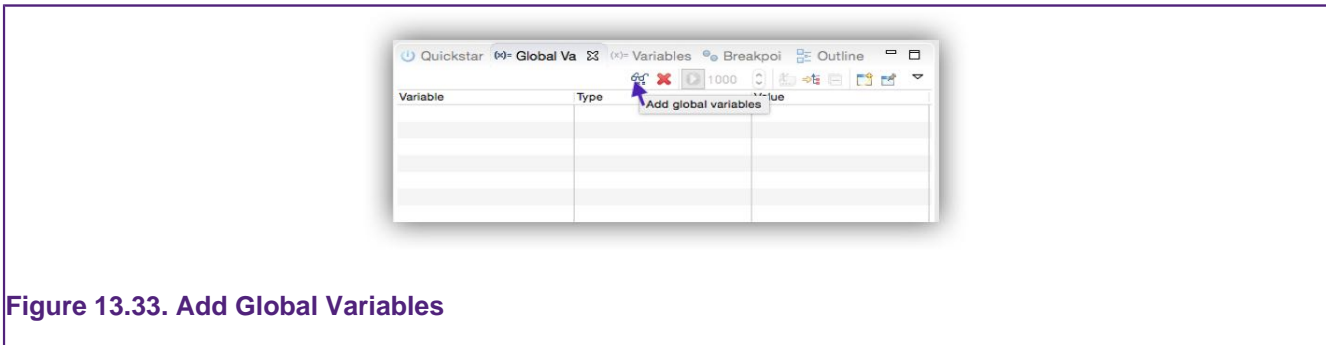 Quickstar (x)= Global Va (x)= Variables Breakpoi Outline
1000
Variable Type Value
Add global variables
Figure 13.33. Add Global Variables